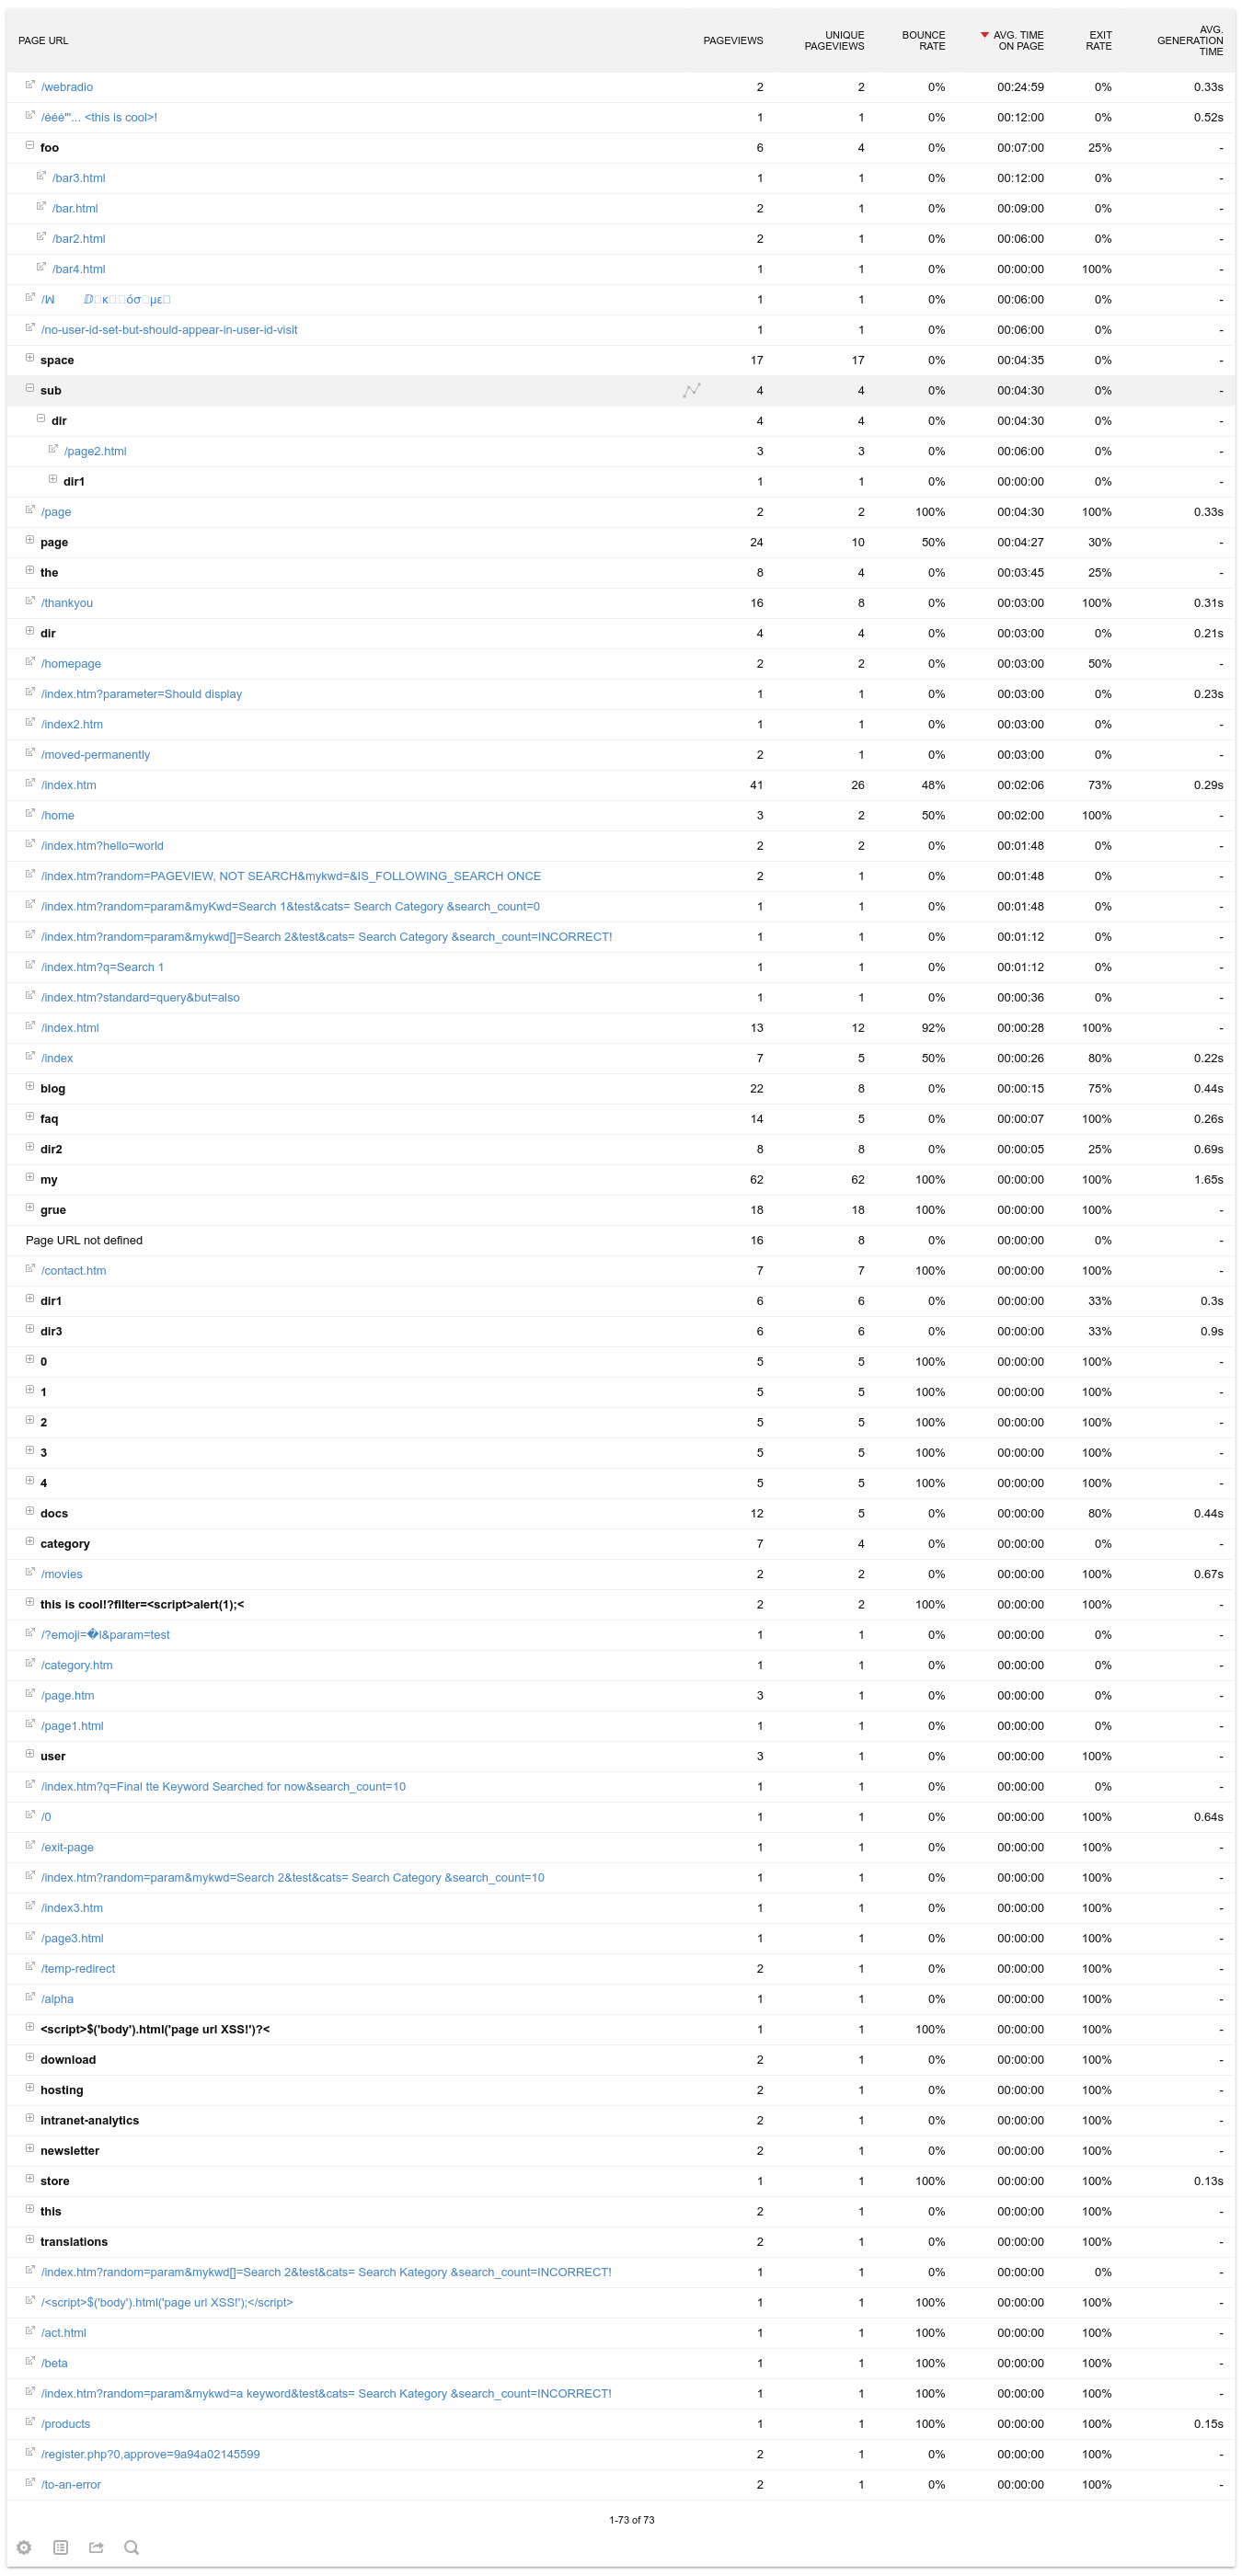 PAGE URL PAGEVIEWS UNIQUE PAGEVIEWS BOUNCE RATE AVG. TIME ON PAGE EXIT RATE AVG. GENERATION TIME
/webradio 2 2 0% 00:24:59 0% 0.33s
/ééé"'... <this is cool>! 1 1 0% 00:12:00 0% 0.52s
foo 6 4 0% 00:07:00 25% -
/bar3.html 1 1 0% 00:12:00 0% -
/bar.html 2 1 0% 00:09:00 0% -
/bar2.html 2 1 0% 00:06:00 0% -
/bar4.html 1 1 0% 00:00:00 100% -
1 1 0% 00:06:00 0% -
/no-user-id-set-but-should-appear-in-user-id-visit 1 1 0% 00:06:00 0% -
space 17 17 0% 00:04:35 0% -
sub 4 4 0% 00:04:30 0% -
dir 4 4 0% 00:04:30 0% -
/page2.html 3 3 0% 00:06:00 0% -
dir1 1 1 0% 00:00:00 0% -
/page 2 2 100% 00:04:30 100% 0.33s
page 24 10 50% 00:04:27 30% -
the 8 4 0% 00:03:45 25% -
/thankyou 16 8 0% 00:03:00 100% 0.31s
dir 4 4 0% 00:03:00 0% 0.21s
/homepage 2 2 0% 00:03:00 50% -
/index.htm?parameter=Should display 1 1 0% 00:03:00 0% 0.23s
/index2.htm 1 1 0% 00:03:00 0% -
/moved-permanently 2 1 0% 00:03:00 0% -
/index.htm 41 26 48% 00:02:06 73% 0.29s
/home 3 2 50% 00:02:00 100% -
/index.htm?hello=world 2 2 0% 00:01:48 0% -
/index.htm?random=PAGEVIEW, NOT SEARCH&mykwd=&IS_FOLLOWING_SEARCH ONCE 2 1 0% 00:01:48 0% -
/index.htm?random=param&myKwd=Search 1&test&cats= Search Category &search_count=0 1 1 0% 00:01:48 0% -
/index.htm?random=param&mykwd[]=Search 2&test&cats= Search Category &search_count=INCORRECT! 1 1 0% 00:01:12 0% -
/index.htm?q=Search 1 1 1 0% 00:01:12 0% -
/index.htm?standard=query&but=also 1 1 0% 00:00:36 0% -
/index.html 13 12 92% 00:00:28 100% -
/index 7 5 50% 00:00:26 80% 0.22s
blog 22 8 0% 00:00:15 75% 0.44s
faq 14 5 0% 00:00:07 100% 0.26s
dir2 8 8 0% 00:00:05 25% 0.69s
my 62 62 100% 00:00:00 100% 1.65s
grue 18 18 100% 00:00:00 100% -
Page URL not defined 16 8 0% 00:00:00 0% -
/contact.htm 7 7 100% 00:00:00 100% -
dir1 6 6 0% 00:00:00 33% 0.3s
dir3 6 6 0% 00:00:00 33% 0.9s
0 5 5 100% 00:00:00 100% -
1 5 5 100% 00:00:00 100% -
2 5 5 100% 00:00:00 100% -
3 5 5 100% 00:00:00 100% -
4 5 5 100% 00:00:00 100% -
docs 12 5 0% 00:00:00 80% 0.44s
category 7 4 0% 00:00:00 0% -
/movies 2 2 0% 00:00:00 100% 0.67s
this is cool!?filter=<script>alert(1);< 2 2 100% 00:00:00 100% -
/?emoji=�l&param=test 1 1 0% 00:00:00 0% -
/category.htm 1 1 0% 00:00:00 0% -
/page.htm 3 1 0% 00:00:00 0% -
/page1.html 1 1 0% 00:00:00 0% -
user 3 1 0% 00:00:00 100% -
/index.htm?q=Final tte Keyword Searched for now&search_count=10 1 1 0% 00:00:00 0% -
/0 1 1 0% 00:00:00 100% 0.64s
/exit-page 1 1 0% 00:00:00 100% -
/index.htm?random=param&mykwd=Search 2&test&cats= Search Category &search_count=10 1 1 0% 00:00:00 100% -
/index3.htm 1 1 0% 00:00:00 100% -
/page3.html 1 1 0% 00:00:00 100% -
/temp-redirect 2 1 0% 00:00:00 100% -
/alpha 1 1 0% 00:00:00 100% -
<script>$('body').html('page url XSS!')?< 1 1 100% 00:00:00 100% -
download 2 1 0% 00:00:00 100% -
hosting 2 1 0% 00:00:00 100% -
intranet-analytics 2 1 0% 00:00:00 100% -
newsletter 2 1 0% 00:00:00 100% -
store 1 1 100% 00:00:00 100% 0.13s
this 2 1 0% 00:00:00 100% -
translations 2 1 0% 00:00:00 100% -
/index.htm?random=param&mykwd[]=Search 2&test&cats= Search Kategory &search_count=INCORRECT! 1 1 0% 00:00:00 0% -
/<script>$('body').html('page url XSS!');</script> 1 1 100% 00:00:00 100% -
/act.html 1 1 100% 00:00:00 100% -
/beta 1 1 100% 00:00:00 100% -
/index.htm?random=param&mykwd=a keyword&test&cats= Search Kategory &search_count=INCORRECT! 1 1 100% 00:00:00 100% -
/products 1 1 100% 00:00:00 100% 0.15s
/register.php?0,approve=9a94a02145599 2 1 0% 00:00:00 100% -
/to-an-error 2 1 0% 00:00:00 100% -
1-73 of 73